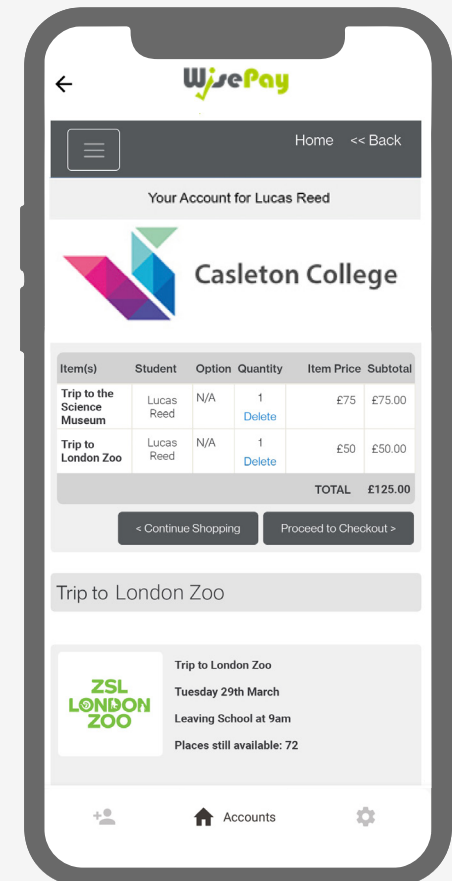 WisePay
Home << Back
Your Account for Lucas Reed
Casleton College
Item(s) Student Option Quantity Item Price Subtotal
Trip to the Science Museum Lucas Reed N/A 1 Delete £75 £75.00
Trip to London Zoo Lucas Reed N/A 1 Delete £50 £50.00
TOTAL £125.00
< Continue Shopping Proceed to Checkout >
Trip to London Zoo
ZSL
LONDON
ZOO
Trip to London Zoo
Tuesday 29th March
Leaving School at 9am
Places still available: 72
Accounts